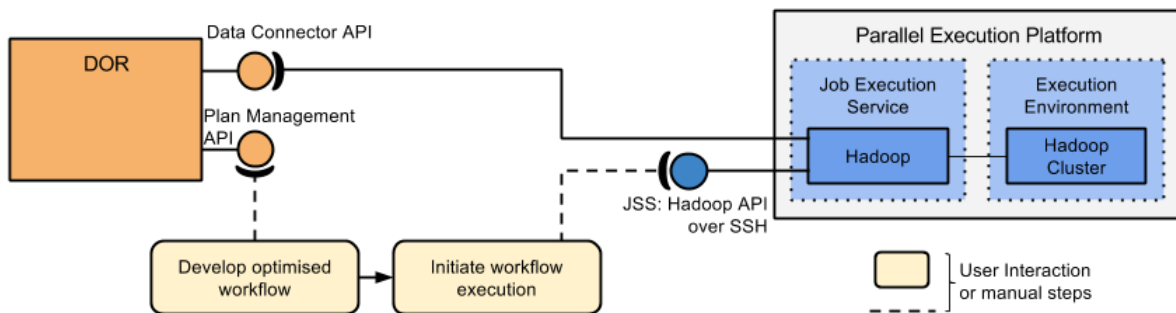 Data Connector API
DOR
Plan Management
API
Parallel Execution Platform
Job Execution
Service
Execution
Environment
Hadoop
Hadoop
Cluster
JSS: Hadoop API
over SSH
Develop optimised
workflow
Initiate workflow
execution
User Interaction
or manual steps